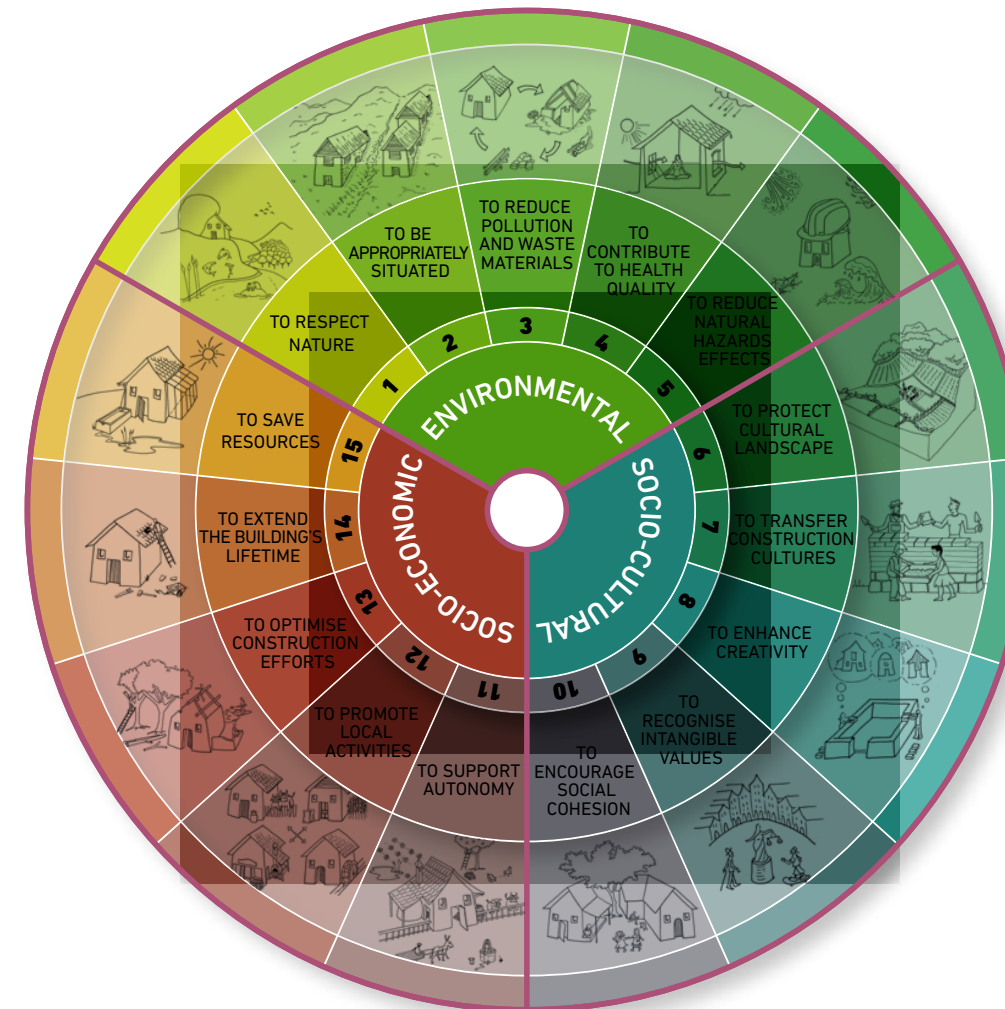 ENVIRONMENTAL
1
TO RESPECT
NATURE
2
TO BE
APPROPRIATELY
SITUATED
3
TO REDUCE
POLLUTION
AND WASTE
MATERIALS
4
TO
CONTRIBUTE
TO HEALTH
QUALITY
5
TO REDUCE
NATURAL
HAZARDS
EFFECTS
SOCIO-CULTURAL
6
TO PROTECT
CULTURAL
LANDSCAPE
7
TO TRANSFER
CONSTRUCTION
CULTURES
8
TO ENHANCE
CREATIVITY
9
TO
RECOGNISE
INTANGIBLE
VALUES
10
TO
ENCOURAGE
SOCIAL
COHESION
SOCIO-ECONOMIC
11
TO SUPPORT
AUTONOMY
12
TO PROMOTE
LOCAL
ACTIVITIES
13
TO OPTIMISE
CONSTRUCTION
EFFORTS
14
TO EXTEND
THE BUILDING'S
LIFETIME
15
TO SAVE
RESOURCES